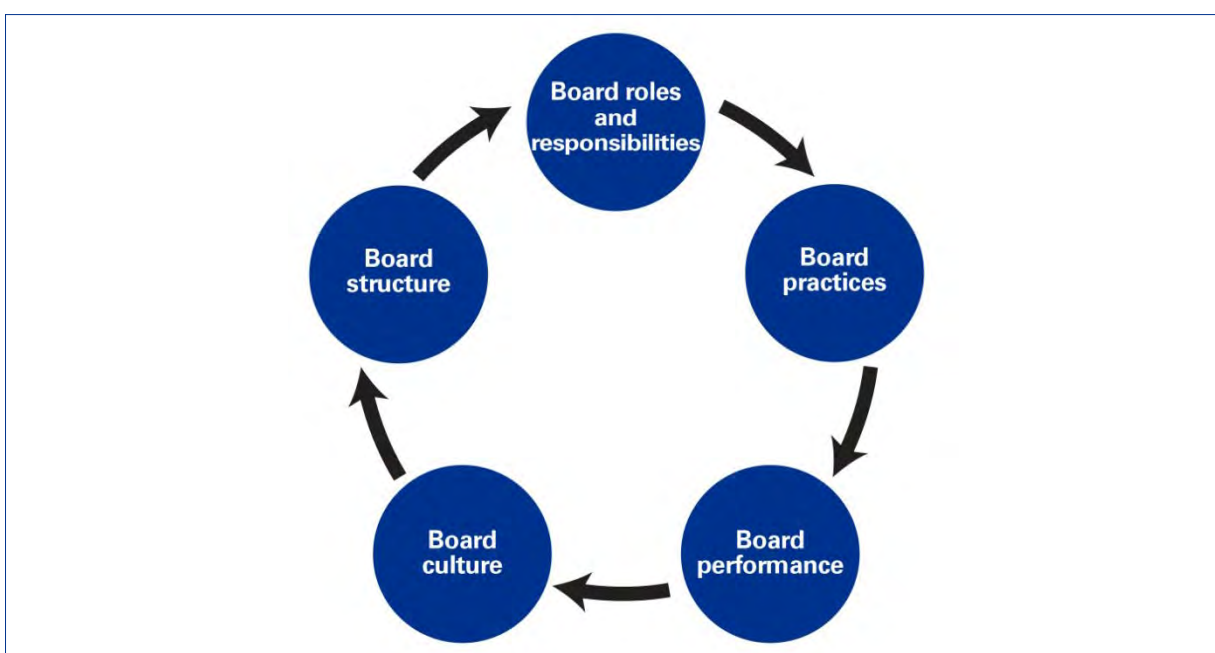 Board roles
and
responsibilities
Board
practices
Board
performance
Board
culture
Board
structure